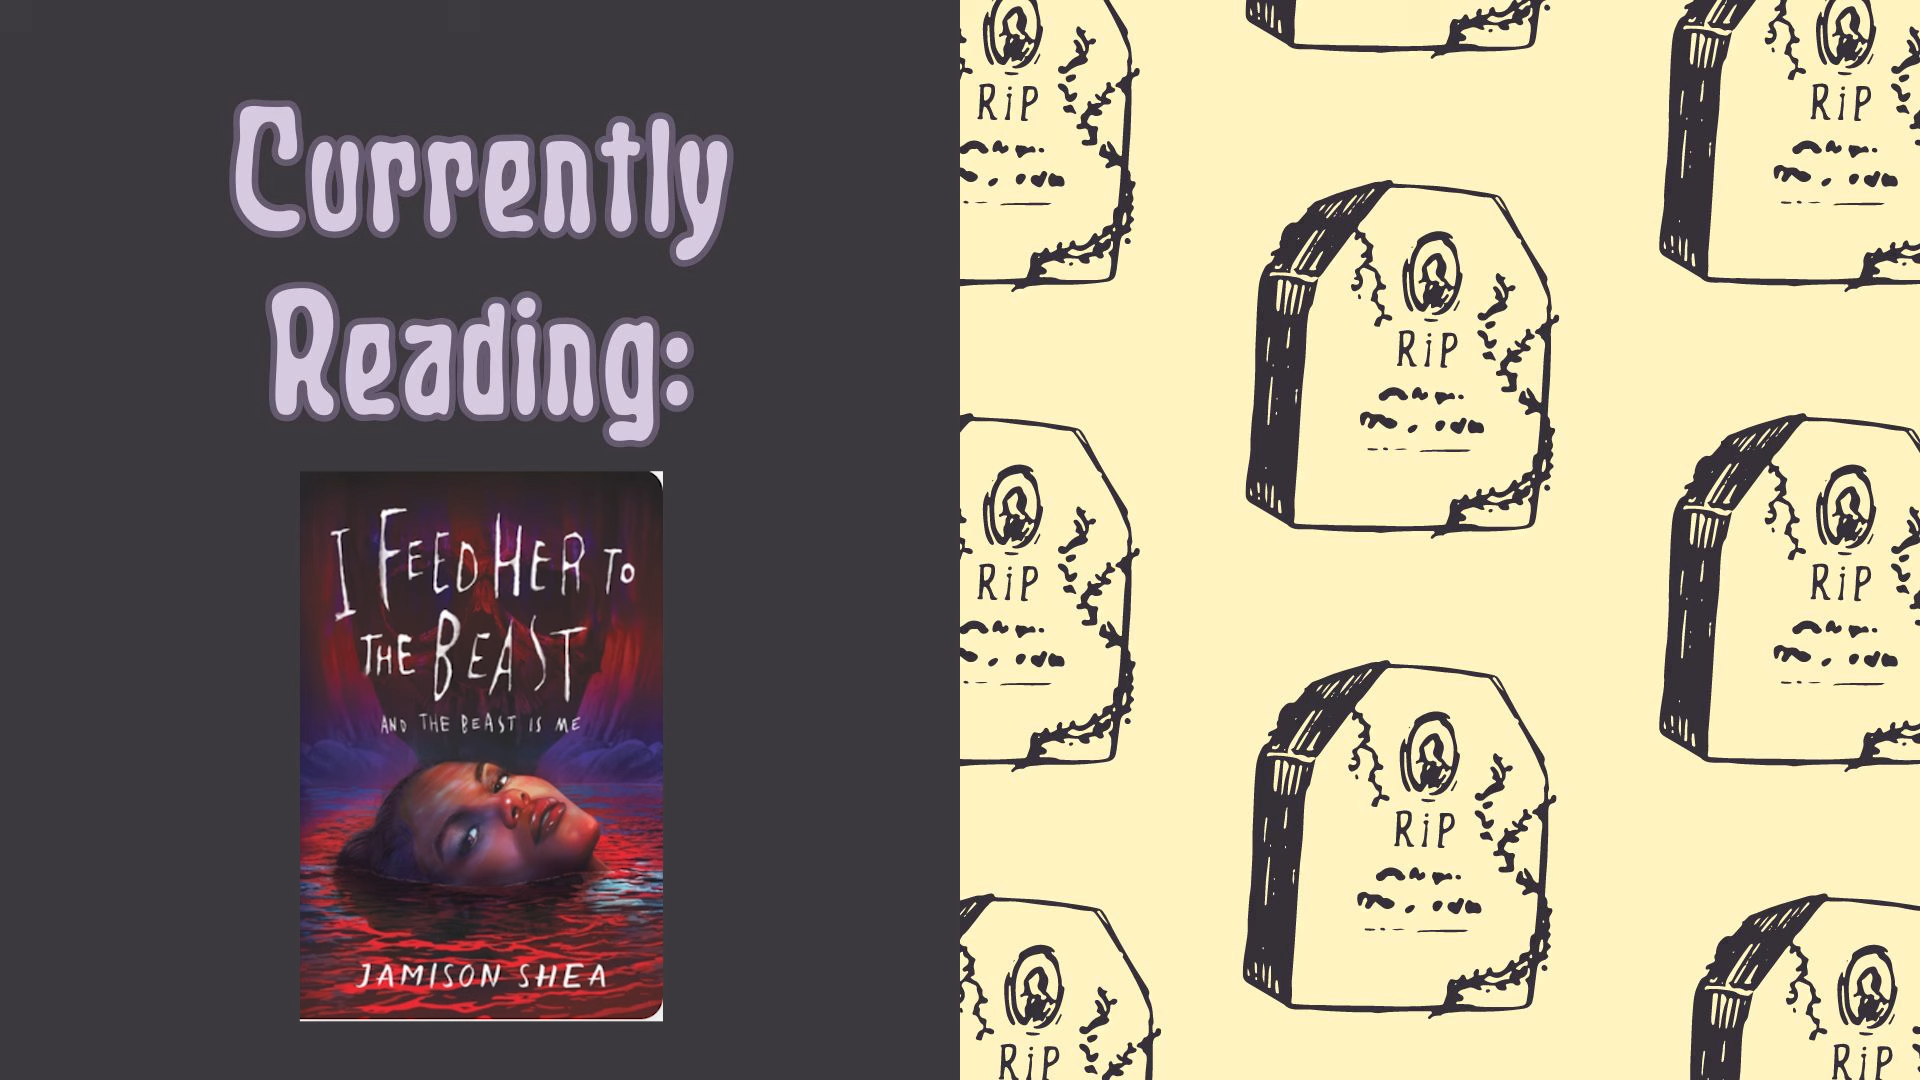 Currently
Reading:
I FEED HER TO
THE BEAST
AND THE BEAST IS ME
JAMISON SHEA
RiP
RiP
RiP
RiP
RiP
RiP
RiP
RiP